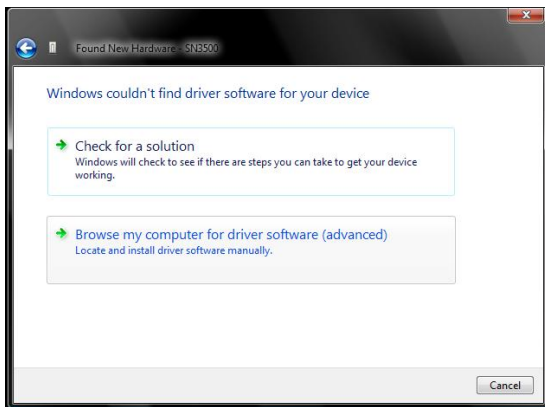 Found New Hardware - SN3500
Windows couldn't find driver software for your device
Check for a solution
Windows will check to see if there are steps you can take to get your device
working.
Browse my computer for driver software (advanced)
Locate and install driver software manually.
Cancel